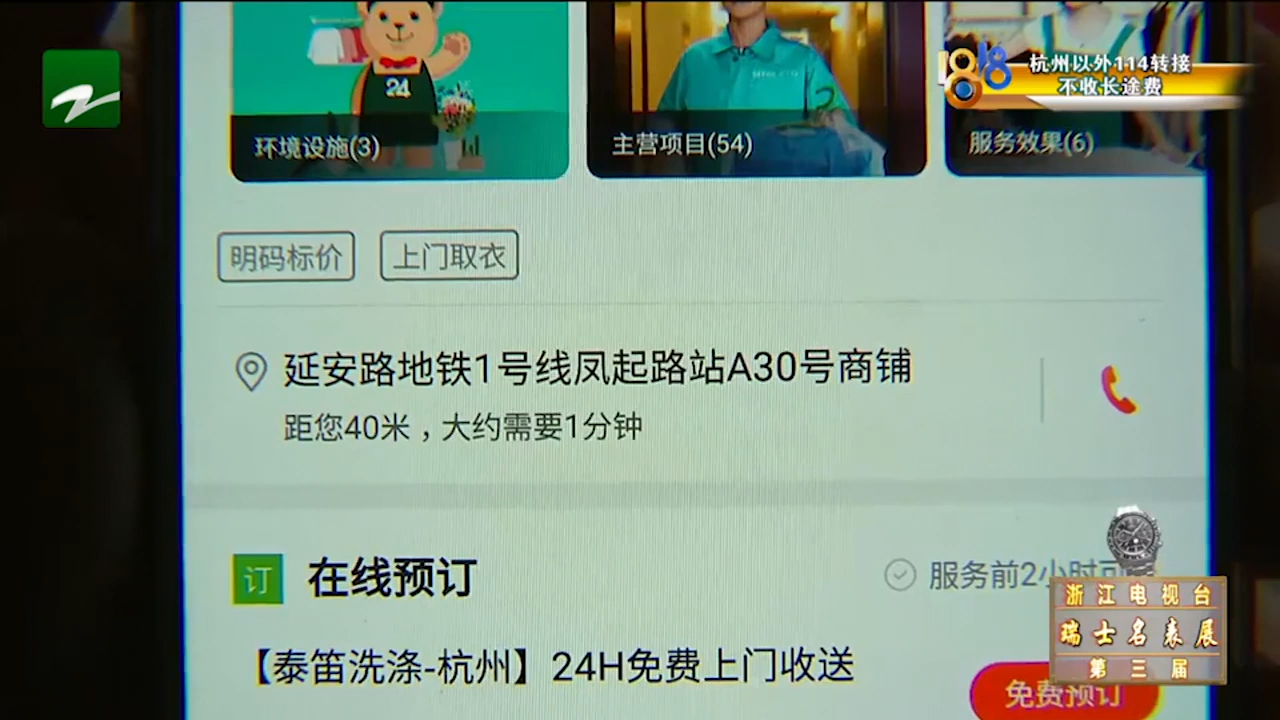 杭州以外114转接
不收长途费
1818
24
环境设施(3)
主营项目(54)
服务效果(6)
明码标价
上门取衣
延安路地铁1号线凤起路站A30号商铺
距您40米，大约需要1分钟
订
在线预订
服务前2小时可
【泰笛洗涤-杭州】24H免费上门收送
免费预订
浙江电视台
瑞士名表展
第三届